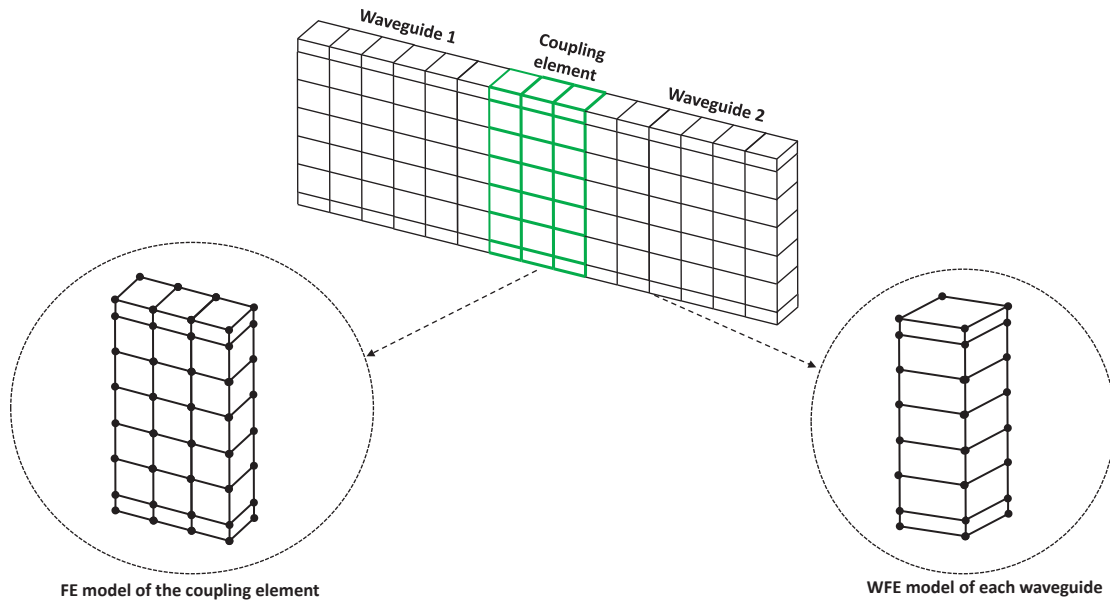 Waveguide 1
Coupling
element
Waveguide 2
FE model of the coupling element
WFE model of each waveguide